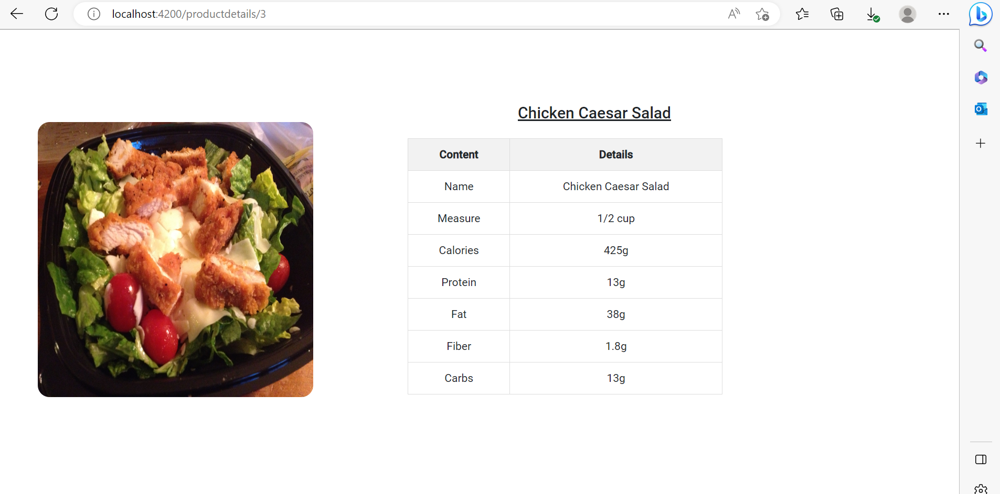 localhost:4200/productdetails/3
Chicken Caesar Salad
Content Details
Name Chicken Caesar Salad
Measure 1/2 cup
Calories 425g
Protein 13g
Fat 38g
Fiber 1.8g
Carbs 13g